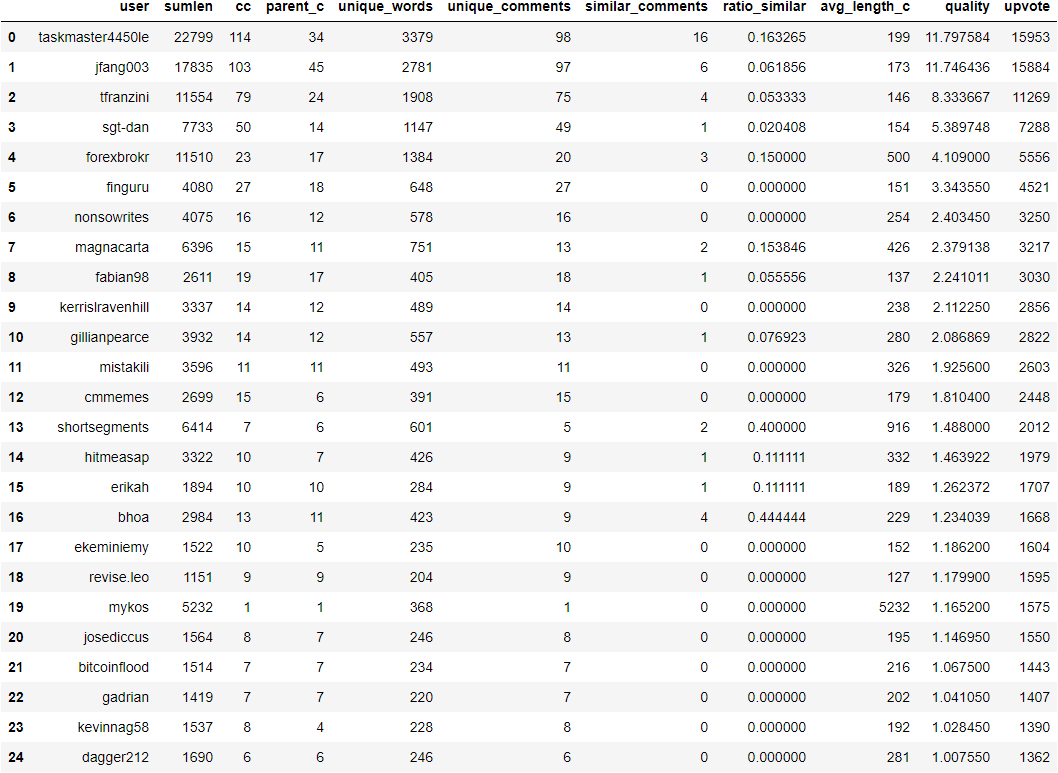 user sumlen cc parent_c unique_words unique_comments similar_comments ratio_similar avg_length_c quality upvote
0 taskmaster4450le 22799 114 34 3379 98 16 0.163265 199 11.797584 15953
1 jfang003 17835 103 45 2781 97 6 0.061856 173 11.746436 15884
2 tfranzini 11554 79 24 1908 75 4 0.053333 146 8.333667 11269
3 sgt-dan 7733 50 14 1147 49 1 0.020408 154 5.389748 7288
4 forexbrokr 11510 23 17 1384 20 3 0.150000 500 4.109000 5556
5 finguru 4080 27 18 648 27 0 0.000000 151 3.343550 4521
6 nonsowrites 4075 16 12 578 16 0 0.000000 254 2.403450 3250
7 magnacarta 6396 15 11 751 13 2 0.153846 426 2.379138 3217
8 fabian98 2611 19 17 405 18 1 0.055556 137 2.241011 3030
9 kerrislravenhill 3337 14 12 489 14 0 0.000000 238 2.112250 2856
10 gillianpearce 3932 14 12 557 13 1 0.076923 280 2.086869 2822
11 mistakili 3596 11 11 493 11 0 0.000000 326 1.925600 2603
12 cmmemes 2699 15 6 391 15 0 0.000000 179 1.810400 2448
13 shortsegments 6414 7 6 601 5 2 0.400000 916 1.488000 2012
14 hitmeasap 3322 10 7 426 9 1 0.111111 332 1.463922 1979
15 erikah 1894 10 10 284 9 1 0.111111 189 1.262372 1707
16 bhoa 2984 13 11 423 9 4 0.444444 229 1.234039 1668
17 ekeminiemy 1522 10 5 235 10 0 0.000000 152 1.186200 1604
18 revise.leo 1151 9 9 204 9 0 0.000000 127 1.179900 1595
19 mykos 5232 1 1 368 1 0 0.000000 5232 1.165200 1575
20 josediccus 1564 8 7 246 8 0 0.000000 195 1.146950 1550
21 bitcoinflood 1514 7 7 234 7 0 0.000000 216 1.067500 1443
22 gadrian 1419 7 7 220 7 0 0.000000 202 1.041050 1407
23 kevinnag58 1537 8 4 228 8 0 0.000000 192 1.028450 1390
24 dagger212 1690 6 6 246 6 0 0.000000 281 1.007550 1362